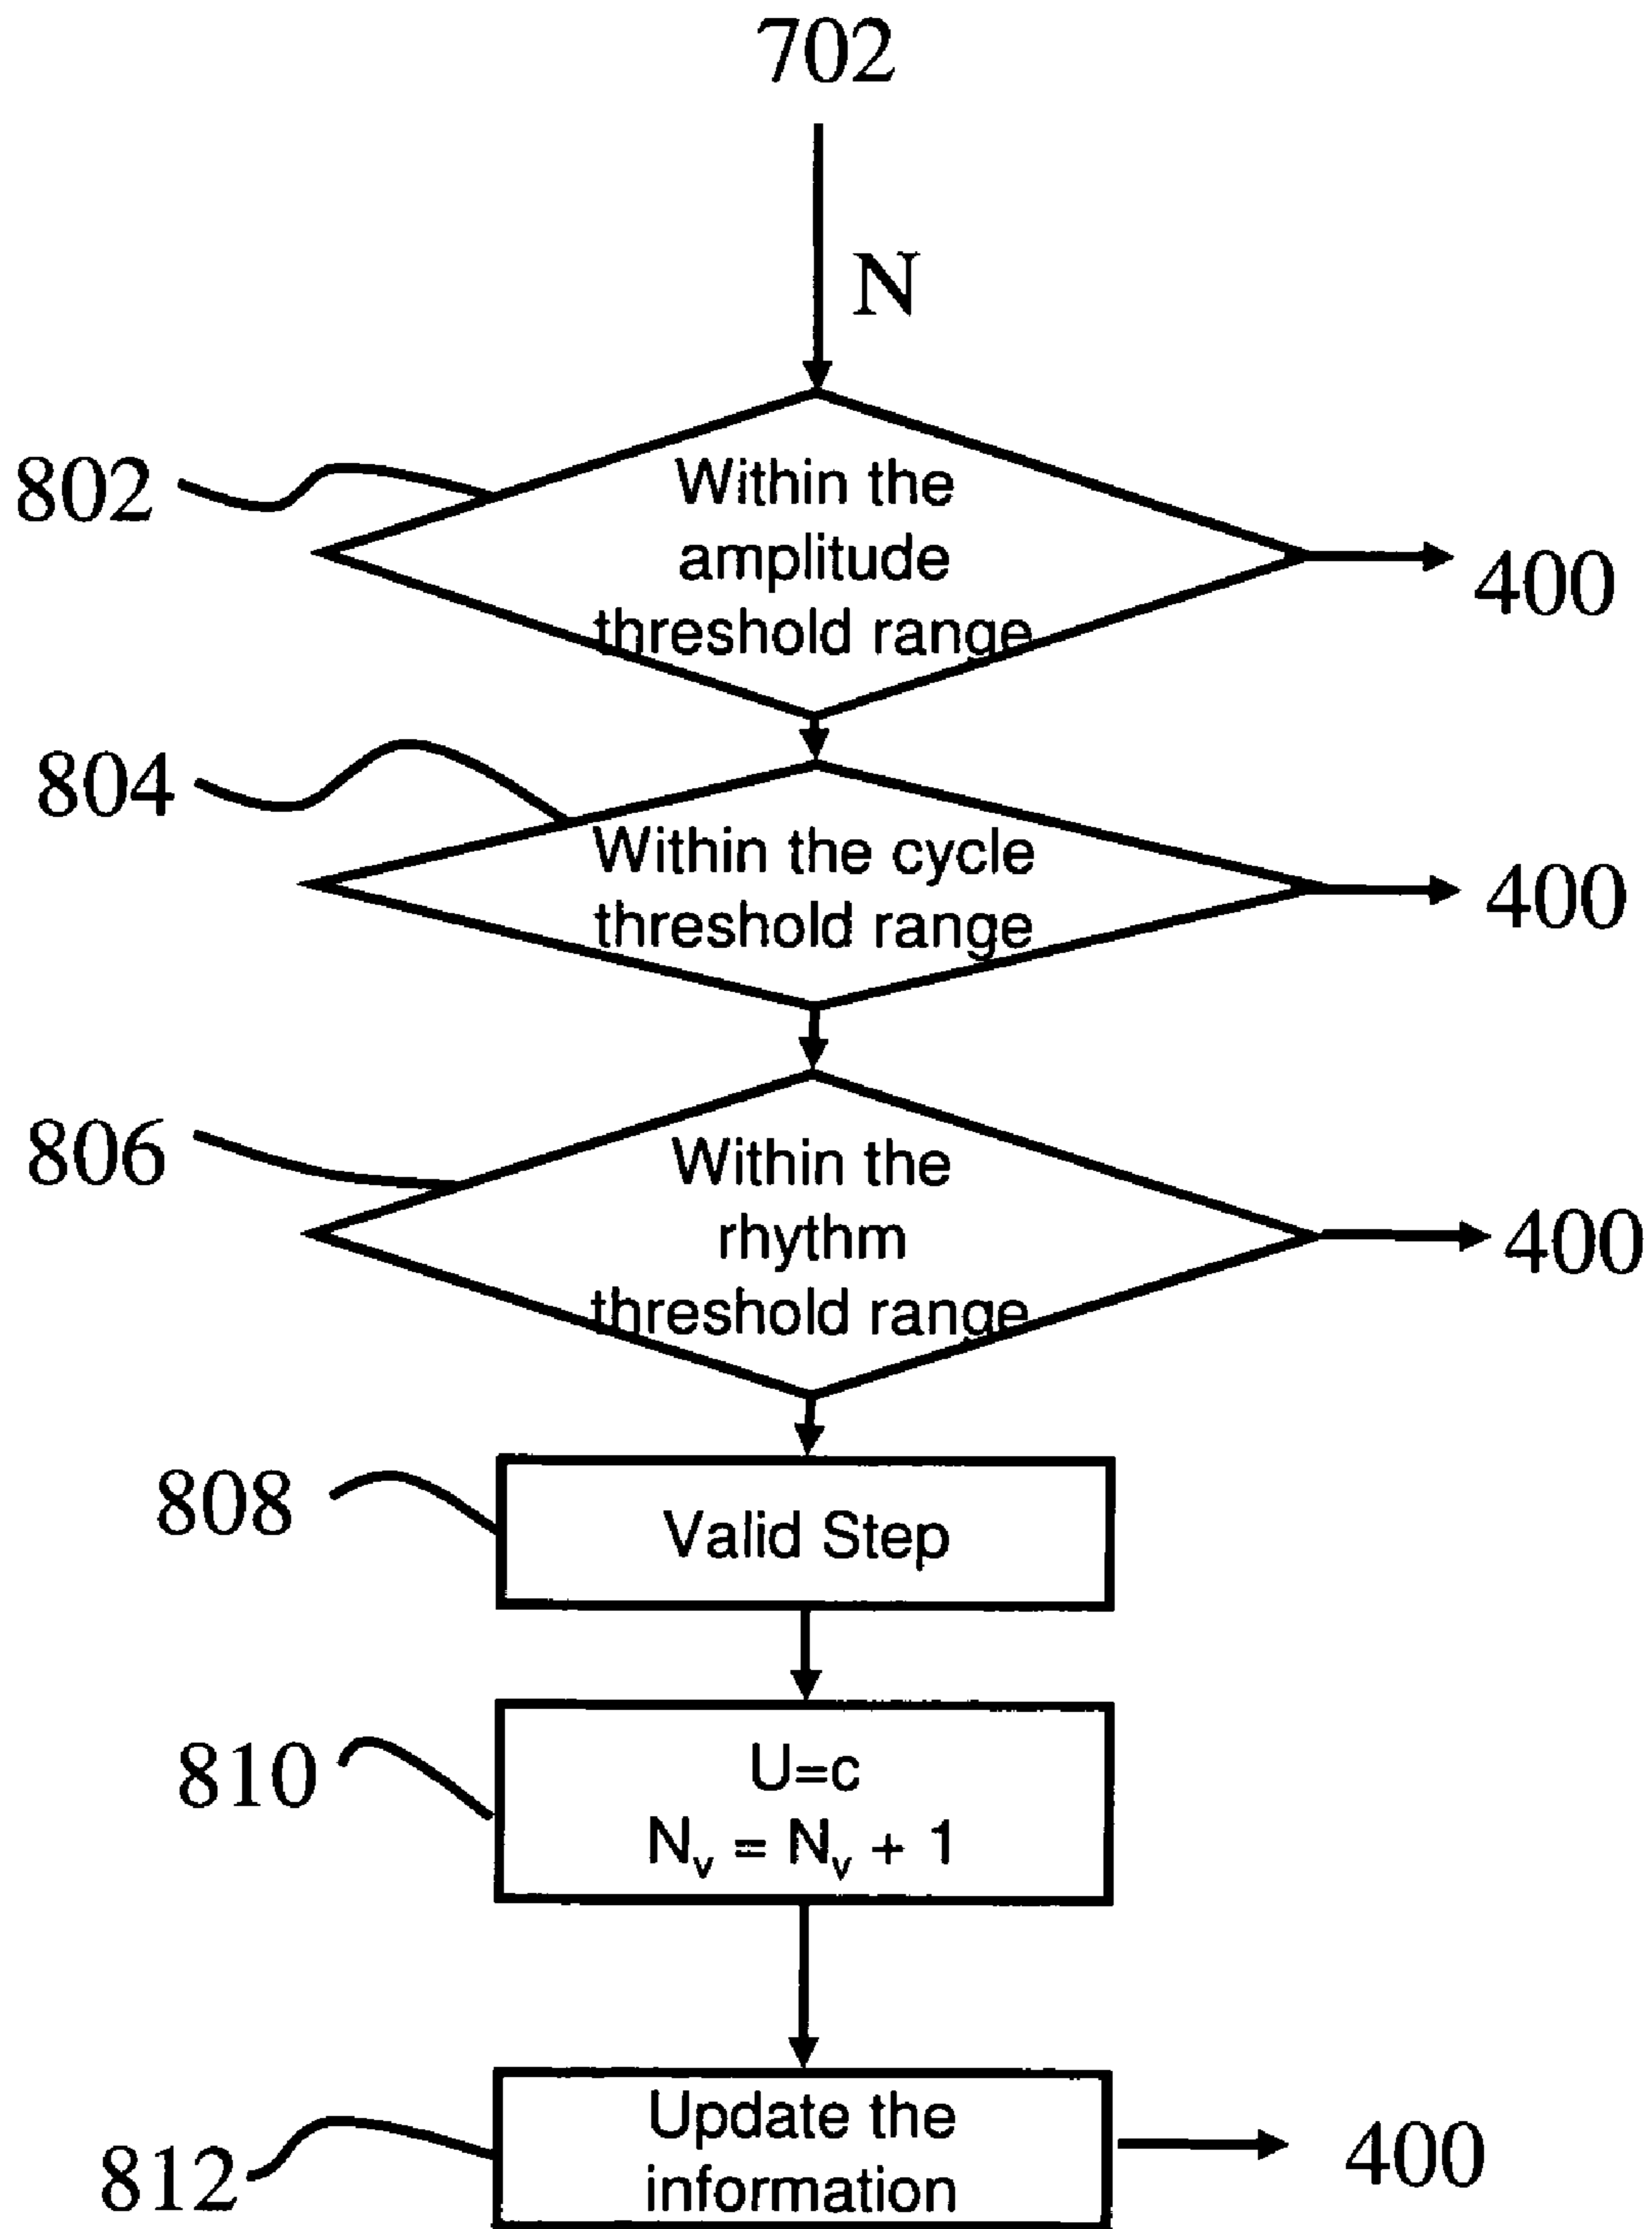 702
N
802
Within the
amplitude
threshold range
400
804
Within the cycle
threshold range
400
806
Within the
rhythm
threshold range
400
808
Valid Step
810
U=c
Nᵥ = Nᵥ + 1
812
Update the
information
400